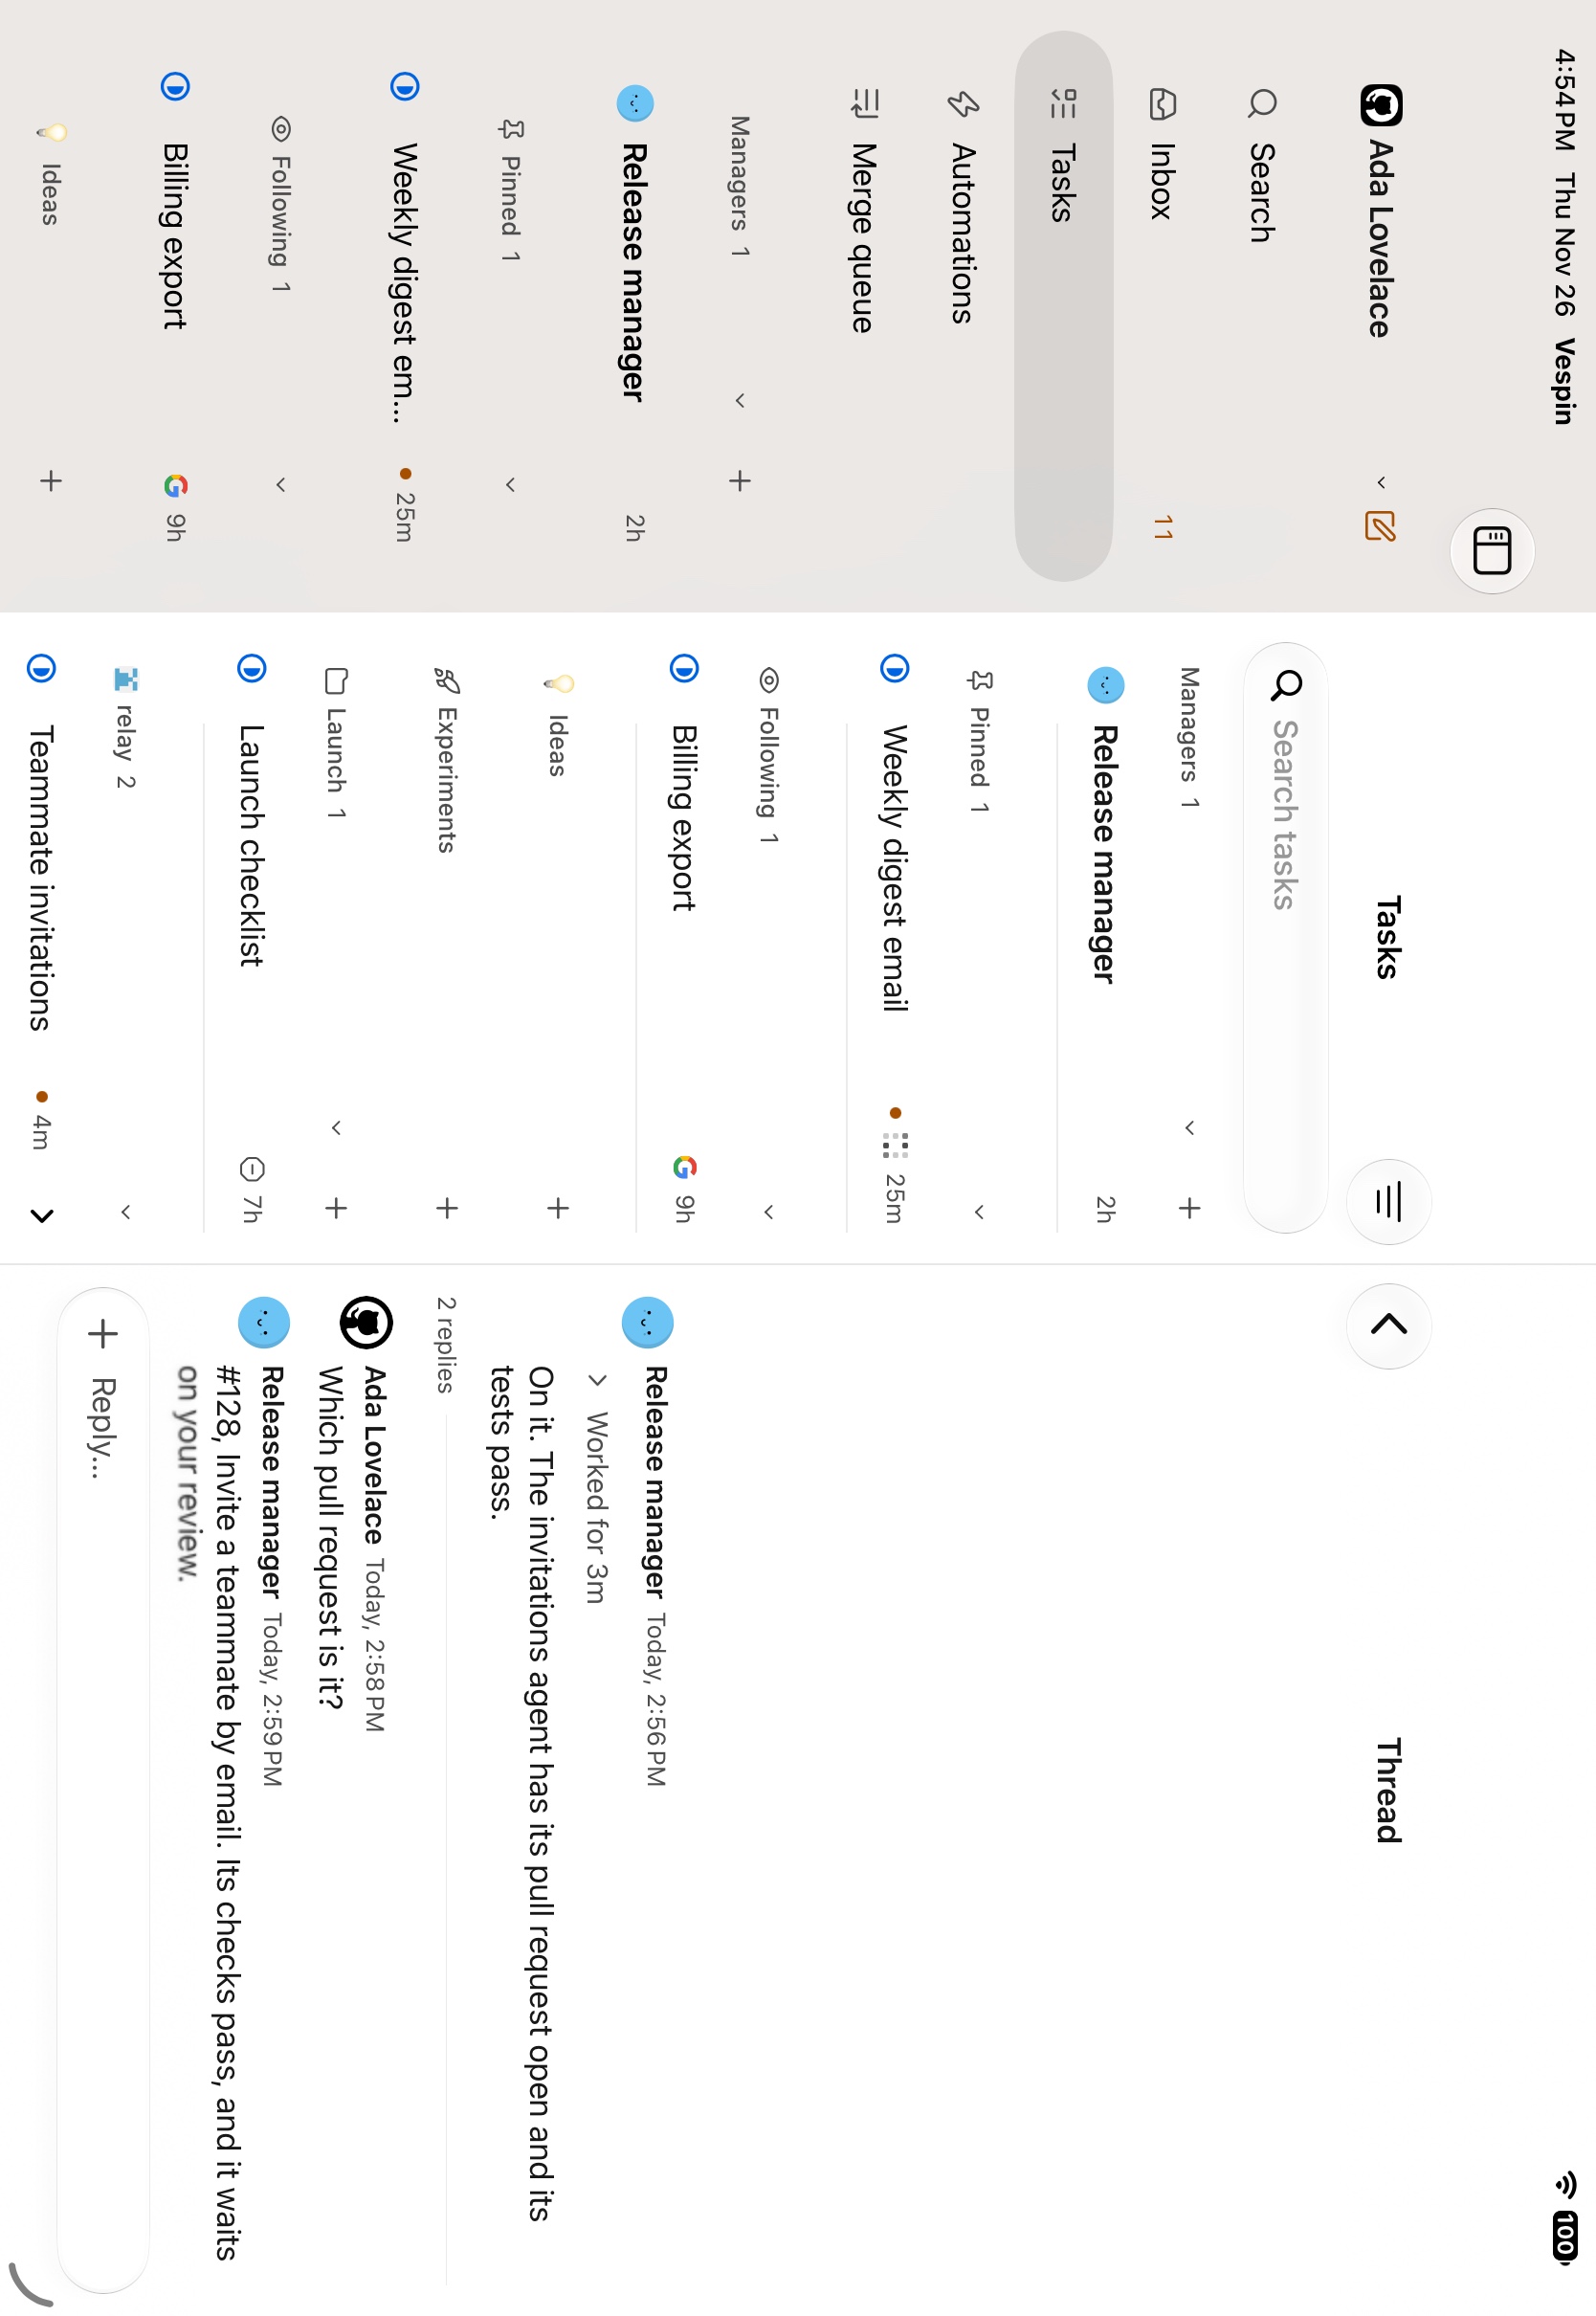 4:54 PM Thu Nov 26 Vespin
100
Ada Lovelace
Search
Inbox 11
Tasks
Automations
Merge queue
Managers 1
Release manager 2h
Pinned 1
Weekly digest em... 25m
Following 1
Billing export 9h
Ideas
Tasks
Search tasks
Managers 1
Release manager 2h
Pinned 1
Weekly digest email 25m
Following 1
Billing export 9h
Ideas
Experiments
Launch 1
Launch checklist 7h
relay 2
Teammate invitations 4m
Thread
Release manager Today, 2:56 PM
Worked for 3m
On it. The invitations agent has its pull request open and its
tests pass.
2 replies
Ada Lovelace Today, 2:58 PM
Which pull request is it?
Release manager Today, 2:59 PM
#128, Invite a teammate by email. Its checks pass, and it waits
on your review.
Reply...